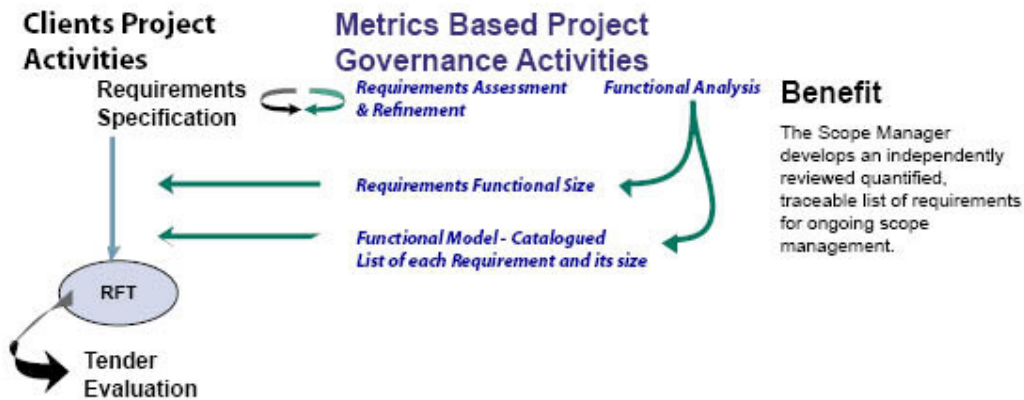 Clients Project
Activities
Metrics Based Project
Governance Activities
Requirements
Specification
Requirements Assessment
& Refinement
Functional Analysis
Benefit
The Scope Manager
develops an independently
reviewed quantified,
traceable list of requirements
for ongoing scope
management.
Requirements Functional Size
Functional Model - Catalogued
List of each Requirement and its size
RFT
Tender
Evaluation